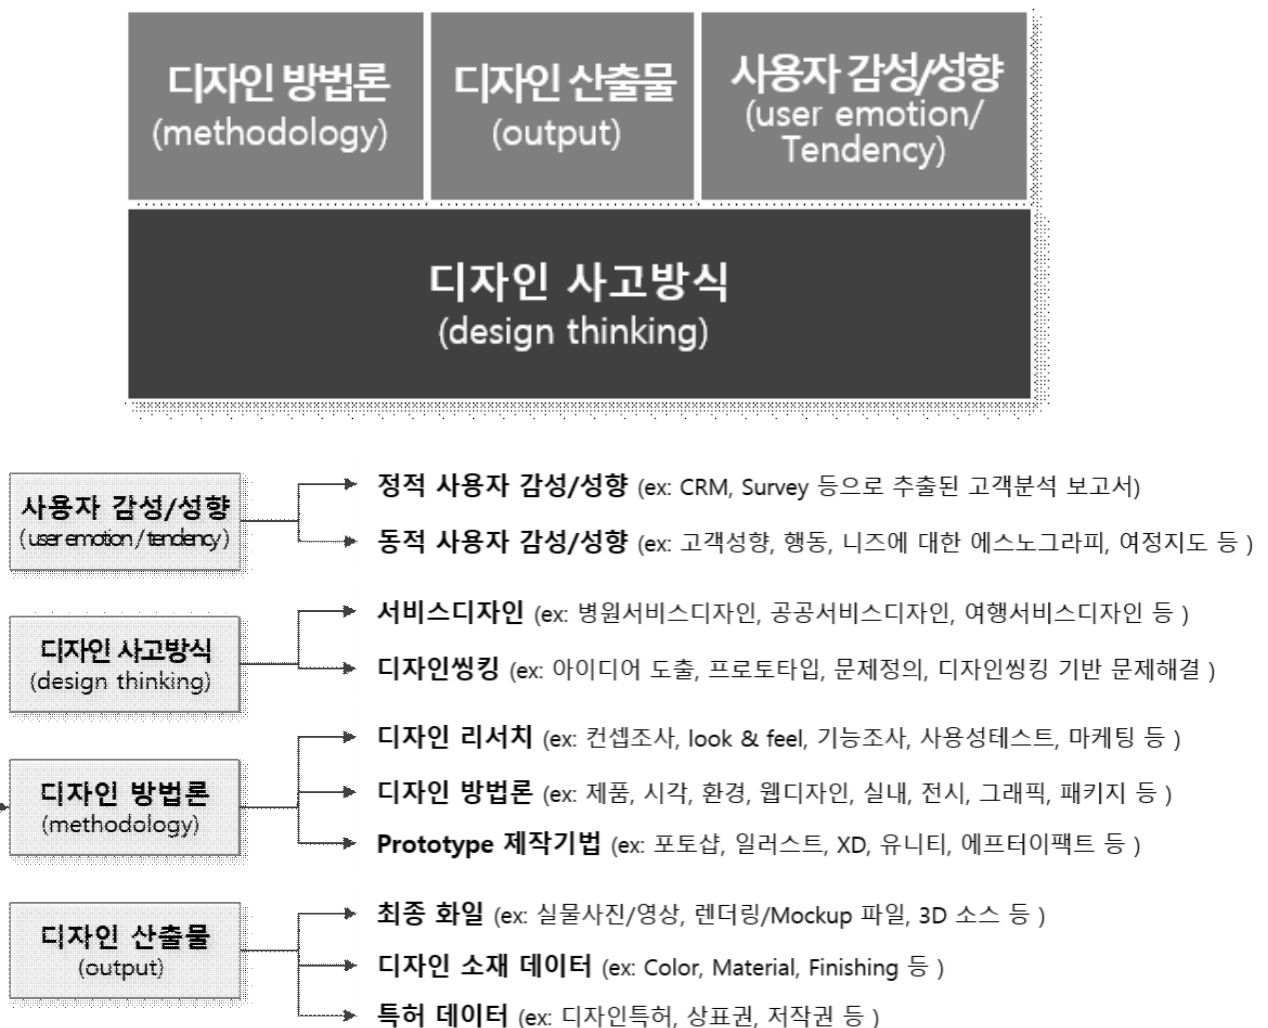 디자인 방법론
(methodology)
디자인 산출물
(output)
사용자 감성/성향
(user emotion/
Tendency)
디자인 사고방식
(design thinking)
사용자 감성/성향
(user emotion / tendency)
정적 사용자 감성/성향 (ex: CRM, Survey 등으로 추출된 고객분석 보고서)
동적 사용자 감성/성향 (ex: 고객성향, 행동, 니즈에 대한 에스노그라피, 여정지도 등 )
디자인 사고방식
(design thinking)
서비스디자인 (ex: 병원서비스디자인, 공공서비스디자인, 여행서비스디자인 등 )
디자인씽킹 (ex: 아이디어 도출, 프로토타입, 문제정의, 디자인씽킹 기반 문제해결 )
디자인 방법론
(methodology)
디자인 리서치 (ex: 컨셉조사, look & feel, 기능조사, 사용성테스트, 마케팅 등 )
디자인 방법론 (ex: 제품, 시각, 환경, 웹디자인, 실내, 전시, 그래픽, 패키지 등 )
Prototype 제작기법 (ex: 포토샵, 일러스트, XD, 유니티, 에프터이팩트 등 )
디자인 산출물
(output)
최종 화일 (ex: 실물사진/영상, 렌더링/Mockup 파일, 3D 소스 등 )
디자인 소재 데이터 (ex: Color, Material, Finishing 등 )
특허 데이터 (ex: 디자인특허, 상표권, 저작권 등 )